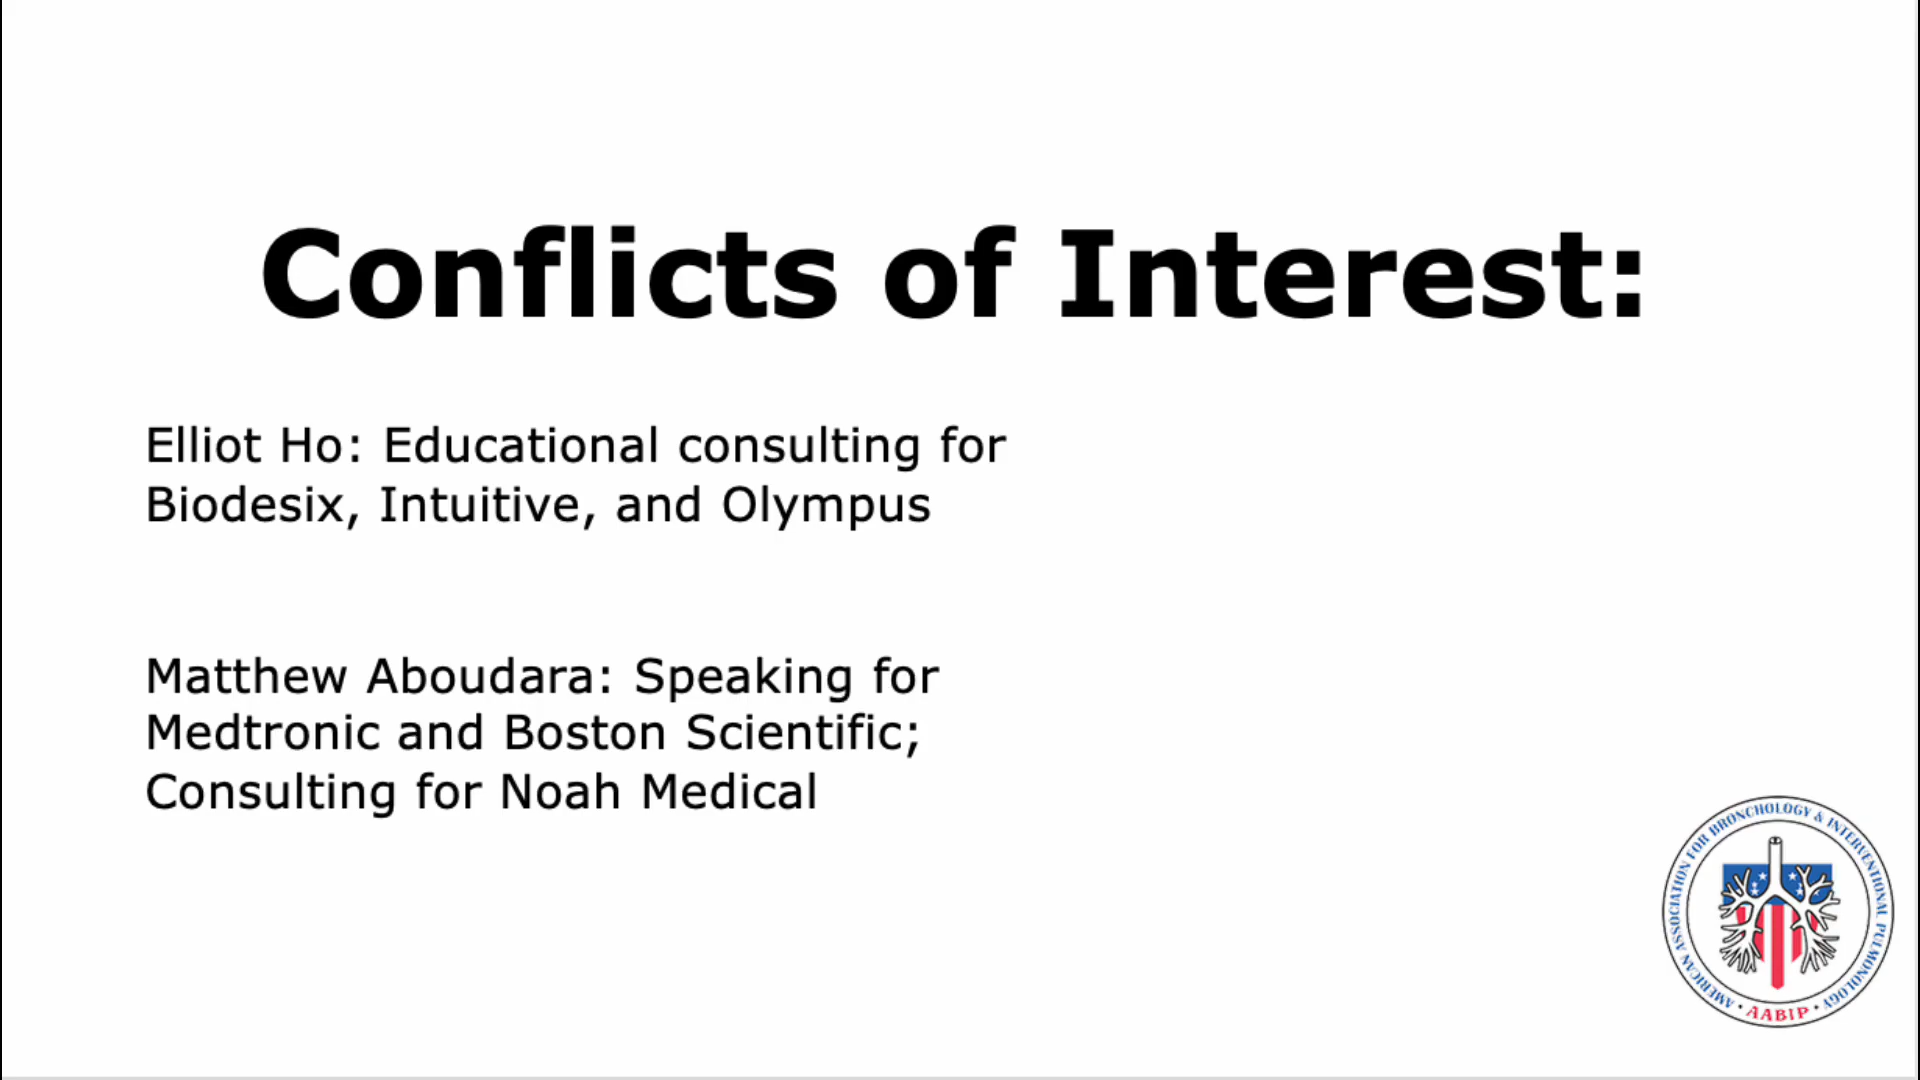 Conflicts of Interest:
Elliot Ho: Educational consulting for
Biodesix, Intuitive, and Olympus
Matthew Aboudara: Speaking for
Medtronic and Boston Scientific;
Consulting for Noah Medical
AMERICAN ASSOCIATION FOR BRONCHOLOGY & INTERVENTIONAL PULMONOLOGY
• AABIP •